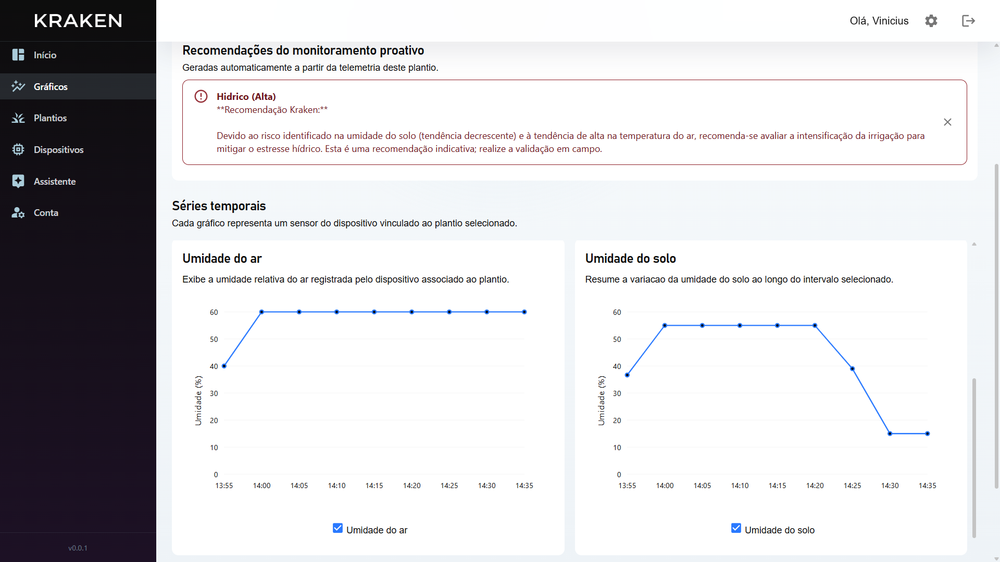 KRAKEN
Olá, Vinicius
Início
Gráficos
Plantios
Dispositivos
Assistente
Conta
v0.0.1
Recomendações do monitoramento proativo
Geradas automaticamente a partir da telemetria deste plantio.
Hidrico (Alta)
**Recomendação Kraken:**
Devido ao risco identificado na umidade do solo (tendência decrescente) e à tendência de alta na temperatura do ar, recomenda-se avaliar a intensificação da irrigação para
mitigar o estresse hídrico. Esta é uma recomendação indicativa; realize a validação em campo.
Séries temporais
Cada gráfico representa um sensor do dispositivo vinculado ao plantio selecionado.
Umidade do ar
Exibe a umidade relativa do ar registrada pelo dispositivo associado ao plantio.
Umidade (%)
60
50
40
30
20
10
0
13:55 14:00 14:05 14:10 14:15 14:20 14:25 14:30 14:35
Umidade do ar
Umidade do solo
Resume a variacao da umidade do solo ao longo do intervalo selecionado.
Umidade (%)
60
50
40
30
20
10
0
13:55 14:00 14:05 14:10 14:15 14:20 14:25 14:30 14:35
Umidade do solo